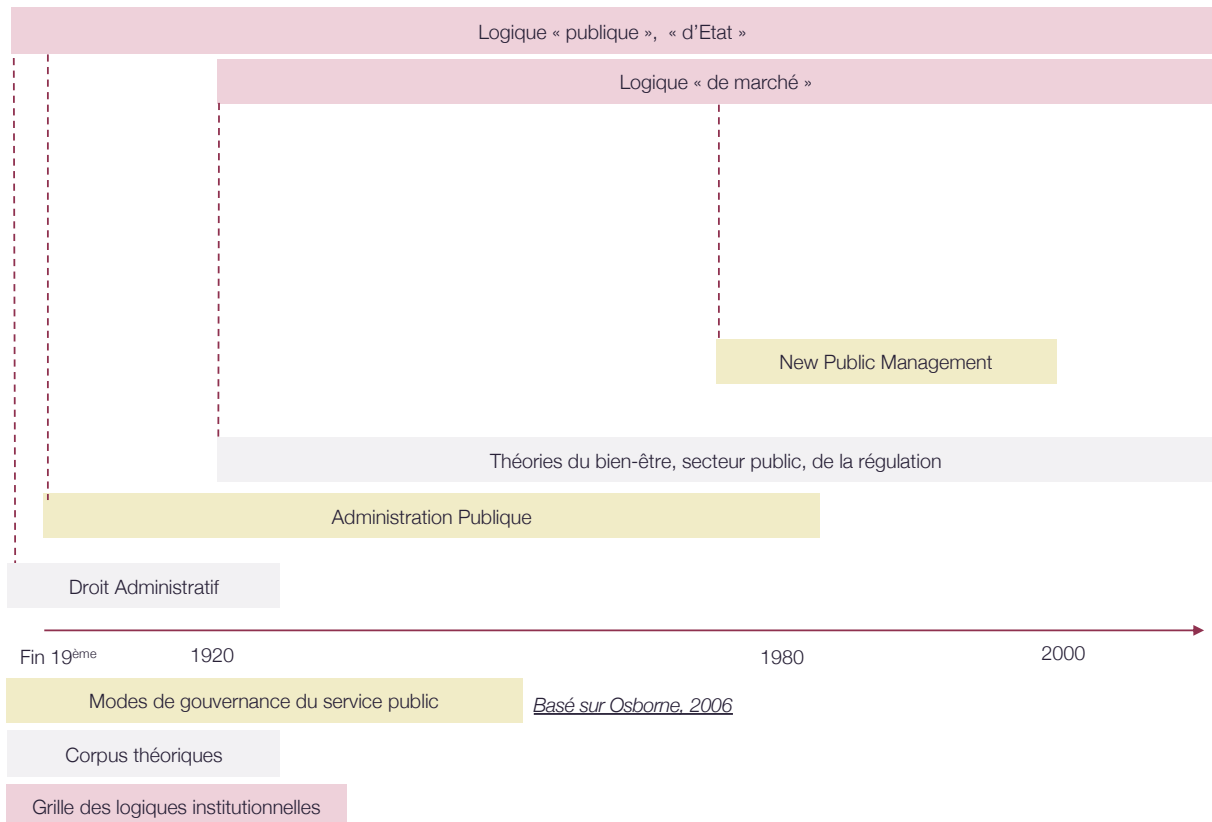 Logique « publique », « d’Etat »
Logique « de marché »
New Public Management
Théories du bien-être, secteur public, de la régulation
Administration Publique
Droit Administratif
Fin 19ème
1920
1980
2000
Modes de gouvernance du service public
Basé sur Osborne, 2006
Corpus théoriques
Grille des logiques institutionnelles